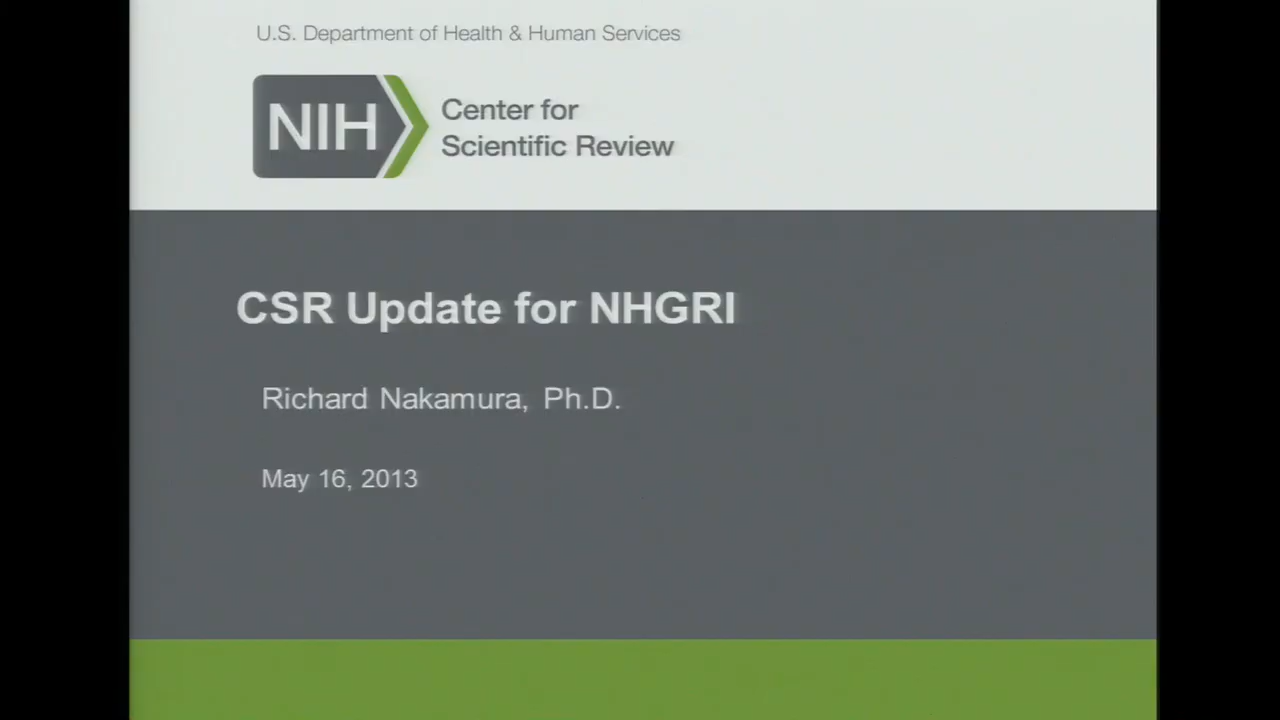 U.S. Department of Health & Human Services
NIH
Center for
Scientific Review
CSR Update for NHGRI
Richard Nakamura, Ph.D.
May 16, 2013